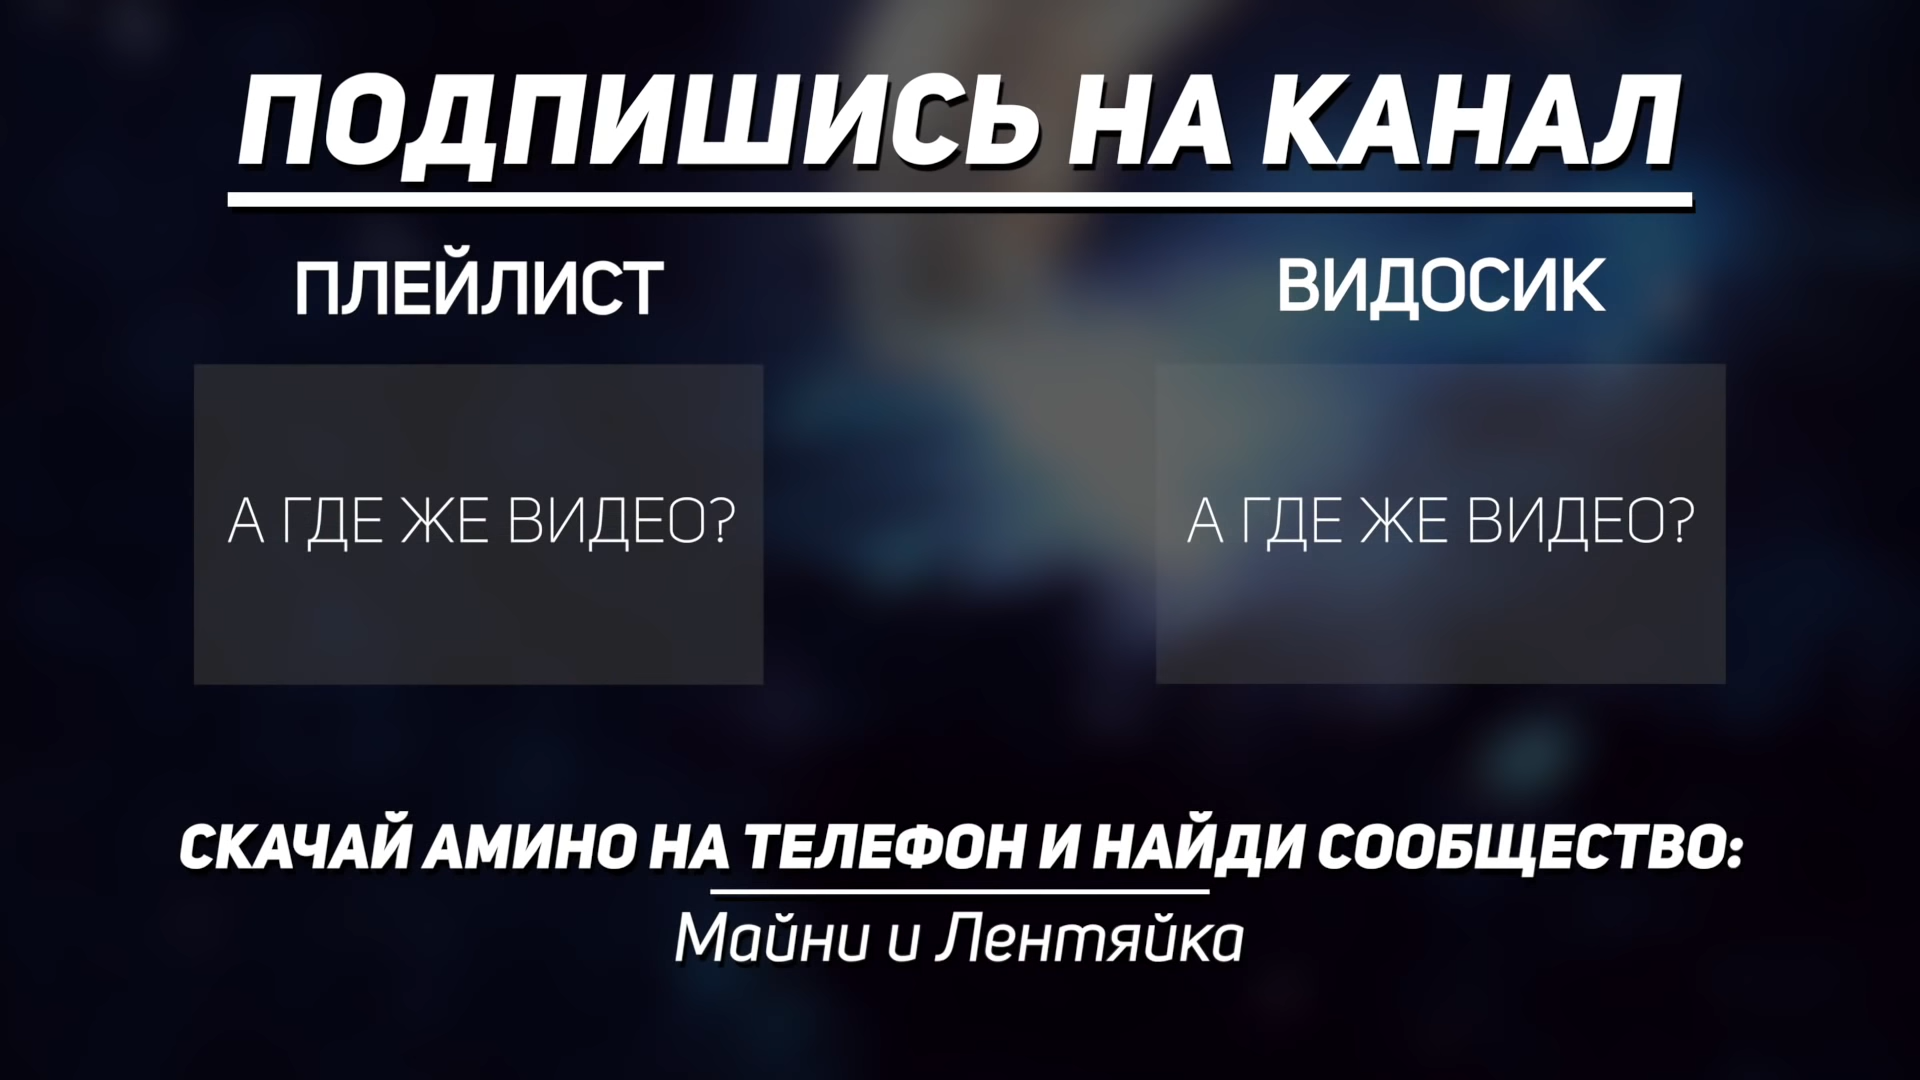 ПОДПИШИСЬ НА КАНАЛ
ПЛЕЙЛИСТ
ВИДОСИК
А ГДЕ ЖЕ ВИДЕО?
А ГДЕ ЖЕ ВИДЕО?
СКАЧАЙ АМИНО НА ТЕЛЕФОН И НАЙДИ СООБЩЕСТВО:
Майни и Лентяйка